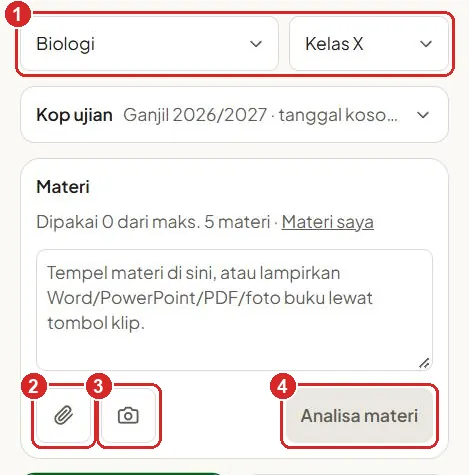 1
Biologi
Kelas X
Kop ujian Ganjil 2026/2027 · tanggal koso...
Materi
Dipakai 0 dari maks. 5 materi · Materi saya
Tempel materi di sini, atau lampirkan
Word/PowerPoint/PDF/foto buku lewat
tombol klip.
2
3
4
Analisa materi